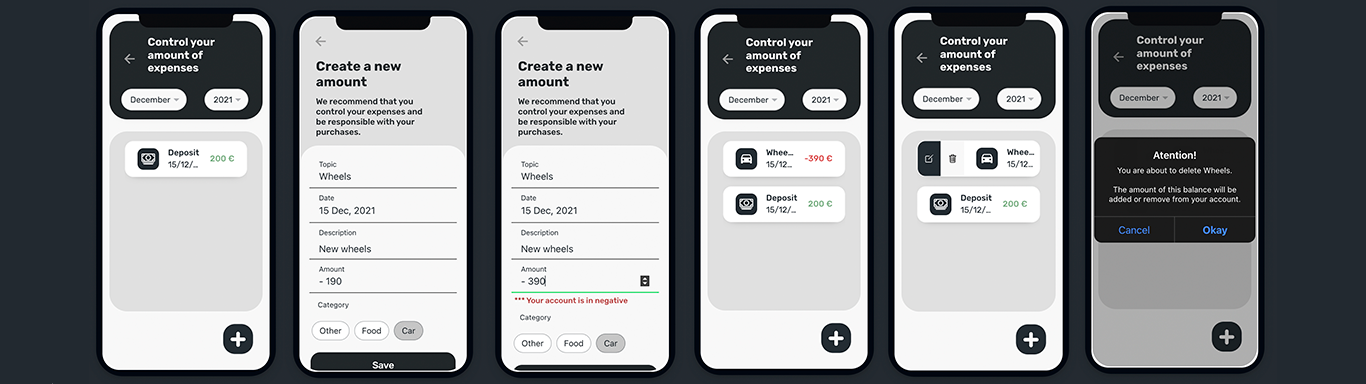 Control your
amount of
expenses
December
2021
Deposit
15/12/...
200 €
Create a new
amount
We recommend that you
control your expenses and
be responsible with your
purchases.
Topic
Wheels
Date
15 Dec, 2021
Description
New wheels
Amount
- 190
Category
Other
Food
Car
Save
Create a new
amount
We recommend that you
control your expenses and
be responsible with your
purchases.
Topic
Wheels
Date
15 Dec, 2021
Description
New wheels
Amount
- 390
*** Your account is in negative
Category
Other
Food
Car
Control your
amount of
expenses
December
2021
Whee...
15/12...
-390 €
Deposit
15/12/...
200 €
Control your
amount of
expenses
December
2021
Whee...
15/12...
Deposit
15/12/...
200 €
Control your
amount of
expenses
December
2021
Attention!
You are about to delete Wheels.
The amount of this balance will be
added or remove from your account.
Cancel
Okay